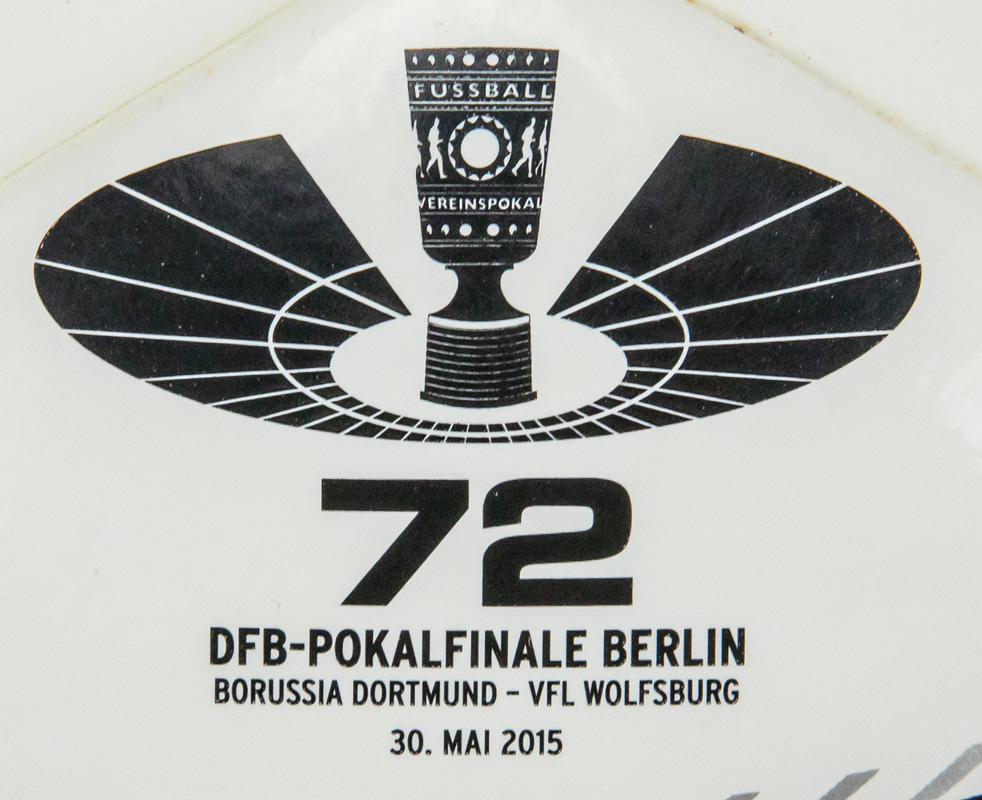 FUSSBALL
VEREINSPOKAL
72
DFB-POKALFINALE BERLIN
BORUSSIA DORTMUND – VFL WOLFSBURG
30. MAI 2015